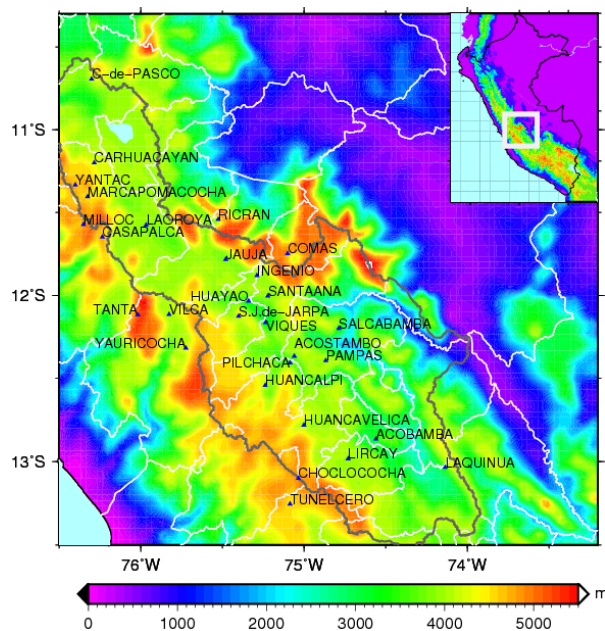 C-de-PASCO
11°S
CARHUACAYAN
YANTAC
MARCAPOMACOCHA
MILLOC
LAOROYA
RICRAN
CASAPALCA
COMAS
JAUJA
INGENIO
12°S
HUAYAO
SANTAANA
TANTA
VILCA
S.J.de-JARPA
VIQUES
SALCABAMBA
YAURICOCHA
ACOSTAMBO
PILCHACA
PAMPAS
HUANCALPI
HUANCAVELICA
ACOBAMBA
13°S
LIRCAY
LAQUINUA
CHOCLOCOCHA
TUNELCERO
76°W
75°W
74°W
m
0
1000
2000
3000
4000
5000